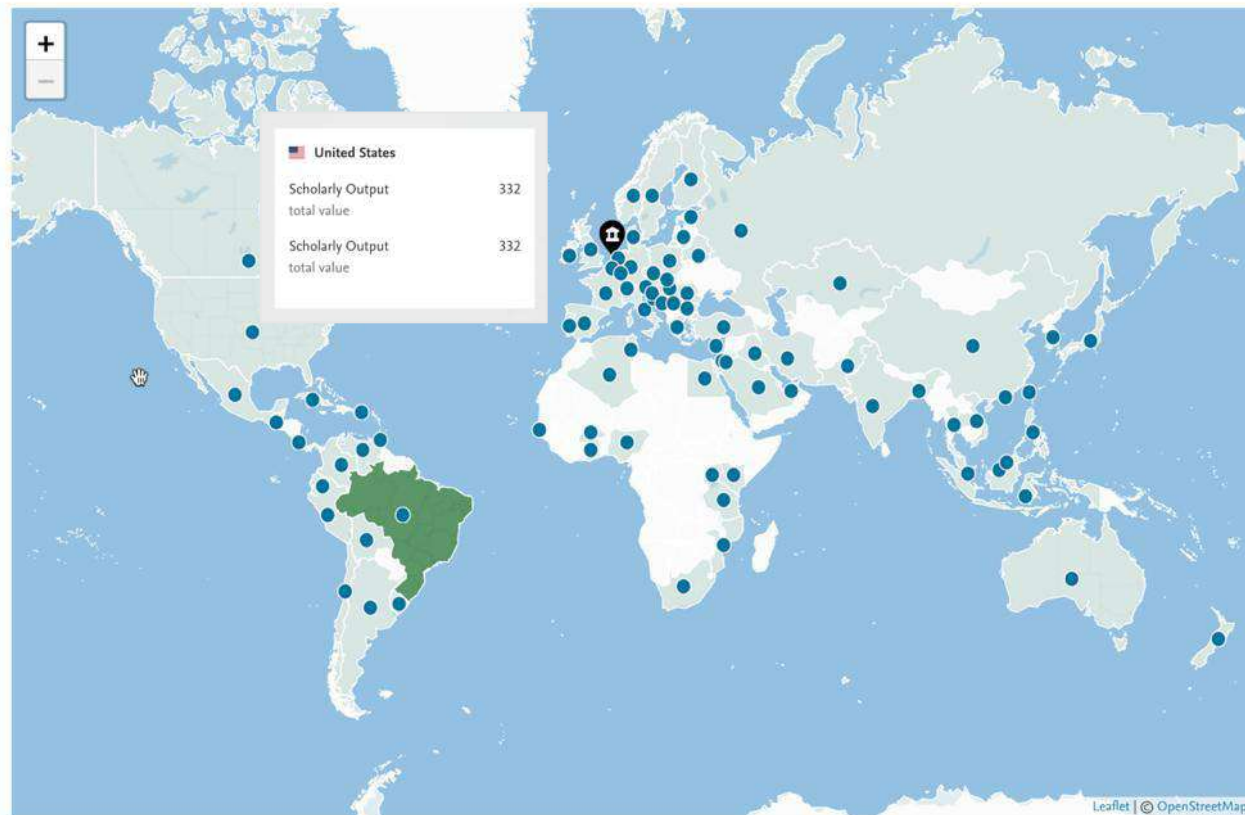 +
−
United States
Scholarly Output 332
total value
Scholarly Output 332
total value
Leaflet | © OpenStreetMap